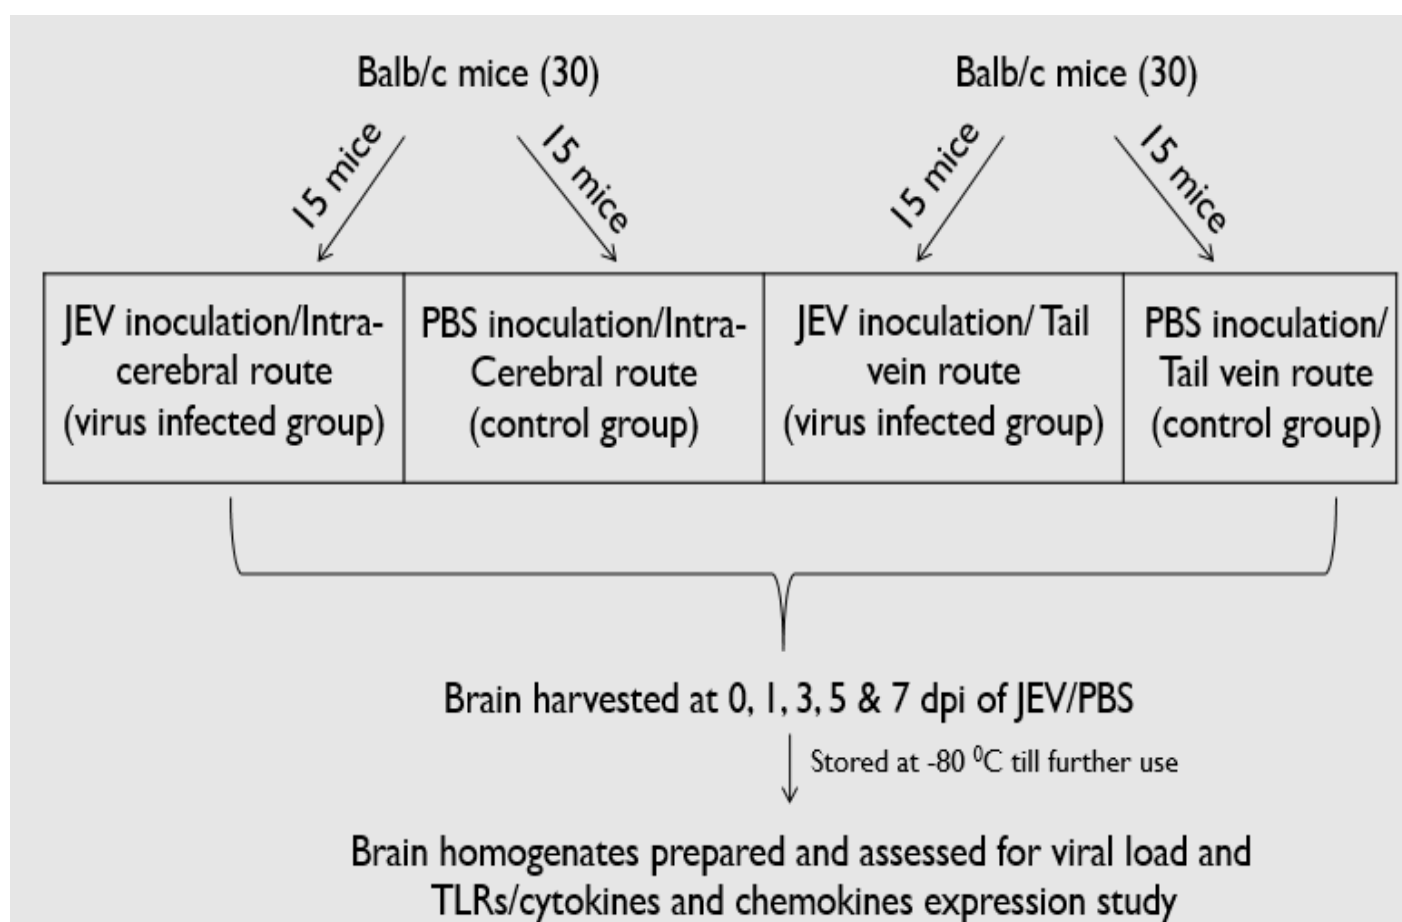 Balb/c mice (30)
Balb/c mice (30)
15 mice
15 mice
15 mice
15 mice
JEV inoculation/Intra-
cerebral route
(virus infected group)
PBS inoculation/Intra-
Cerebral route
(control group)
JEV inoculation/ Tail
vein route
(virus infected group)
PBS inoculation/
Tail vein route
(control group)
Brain harvested at 0, 1, 3, 5 & 7 dpi of JEV/PBS
Stored at -80 ⁰C till further use
Brain homogenates prepared and assessed for viral load and
TLRs/cytokines and chemokines expression study